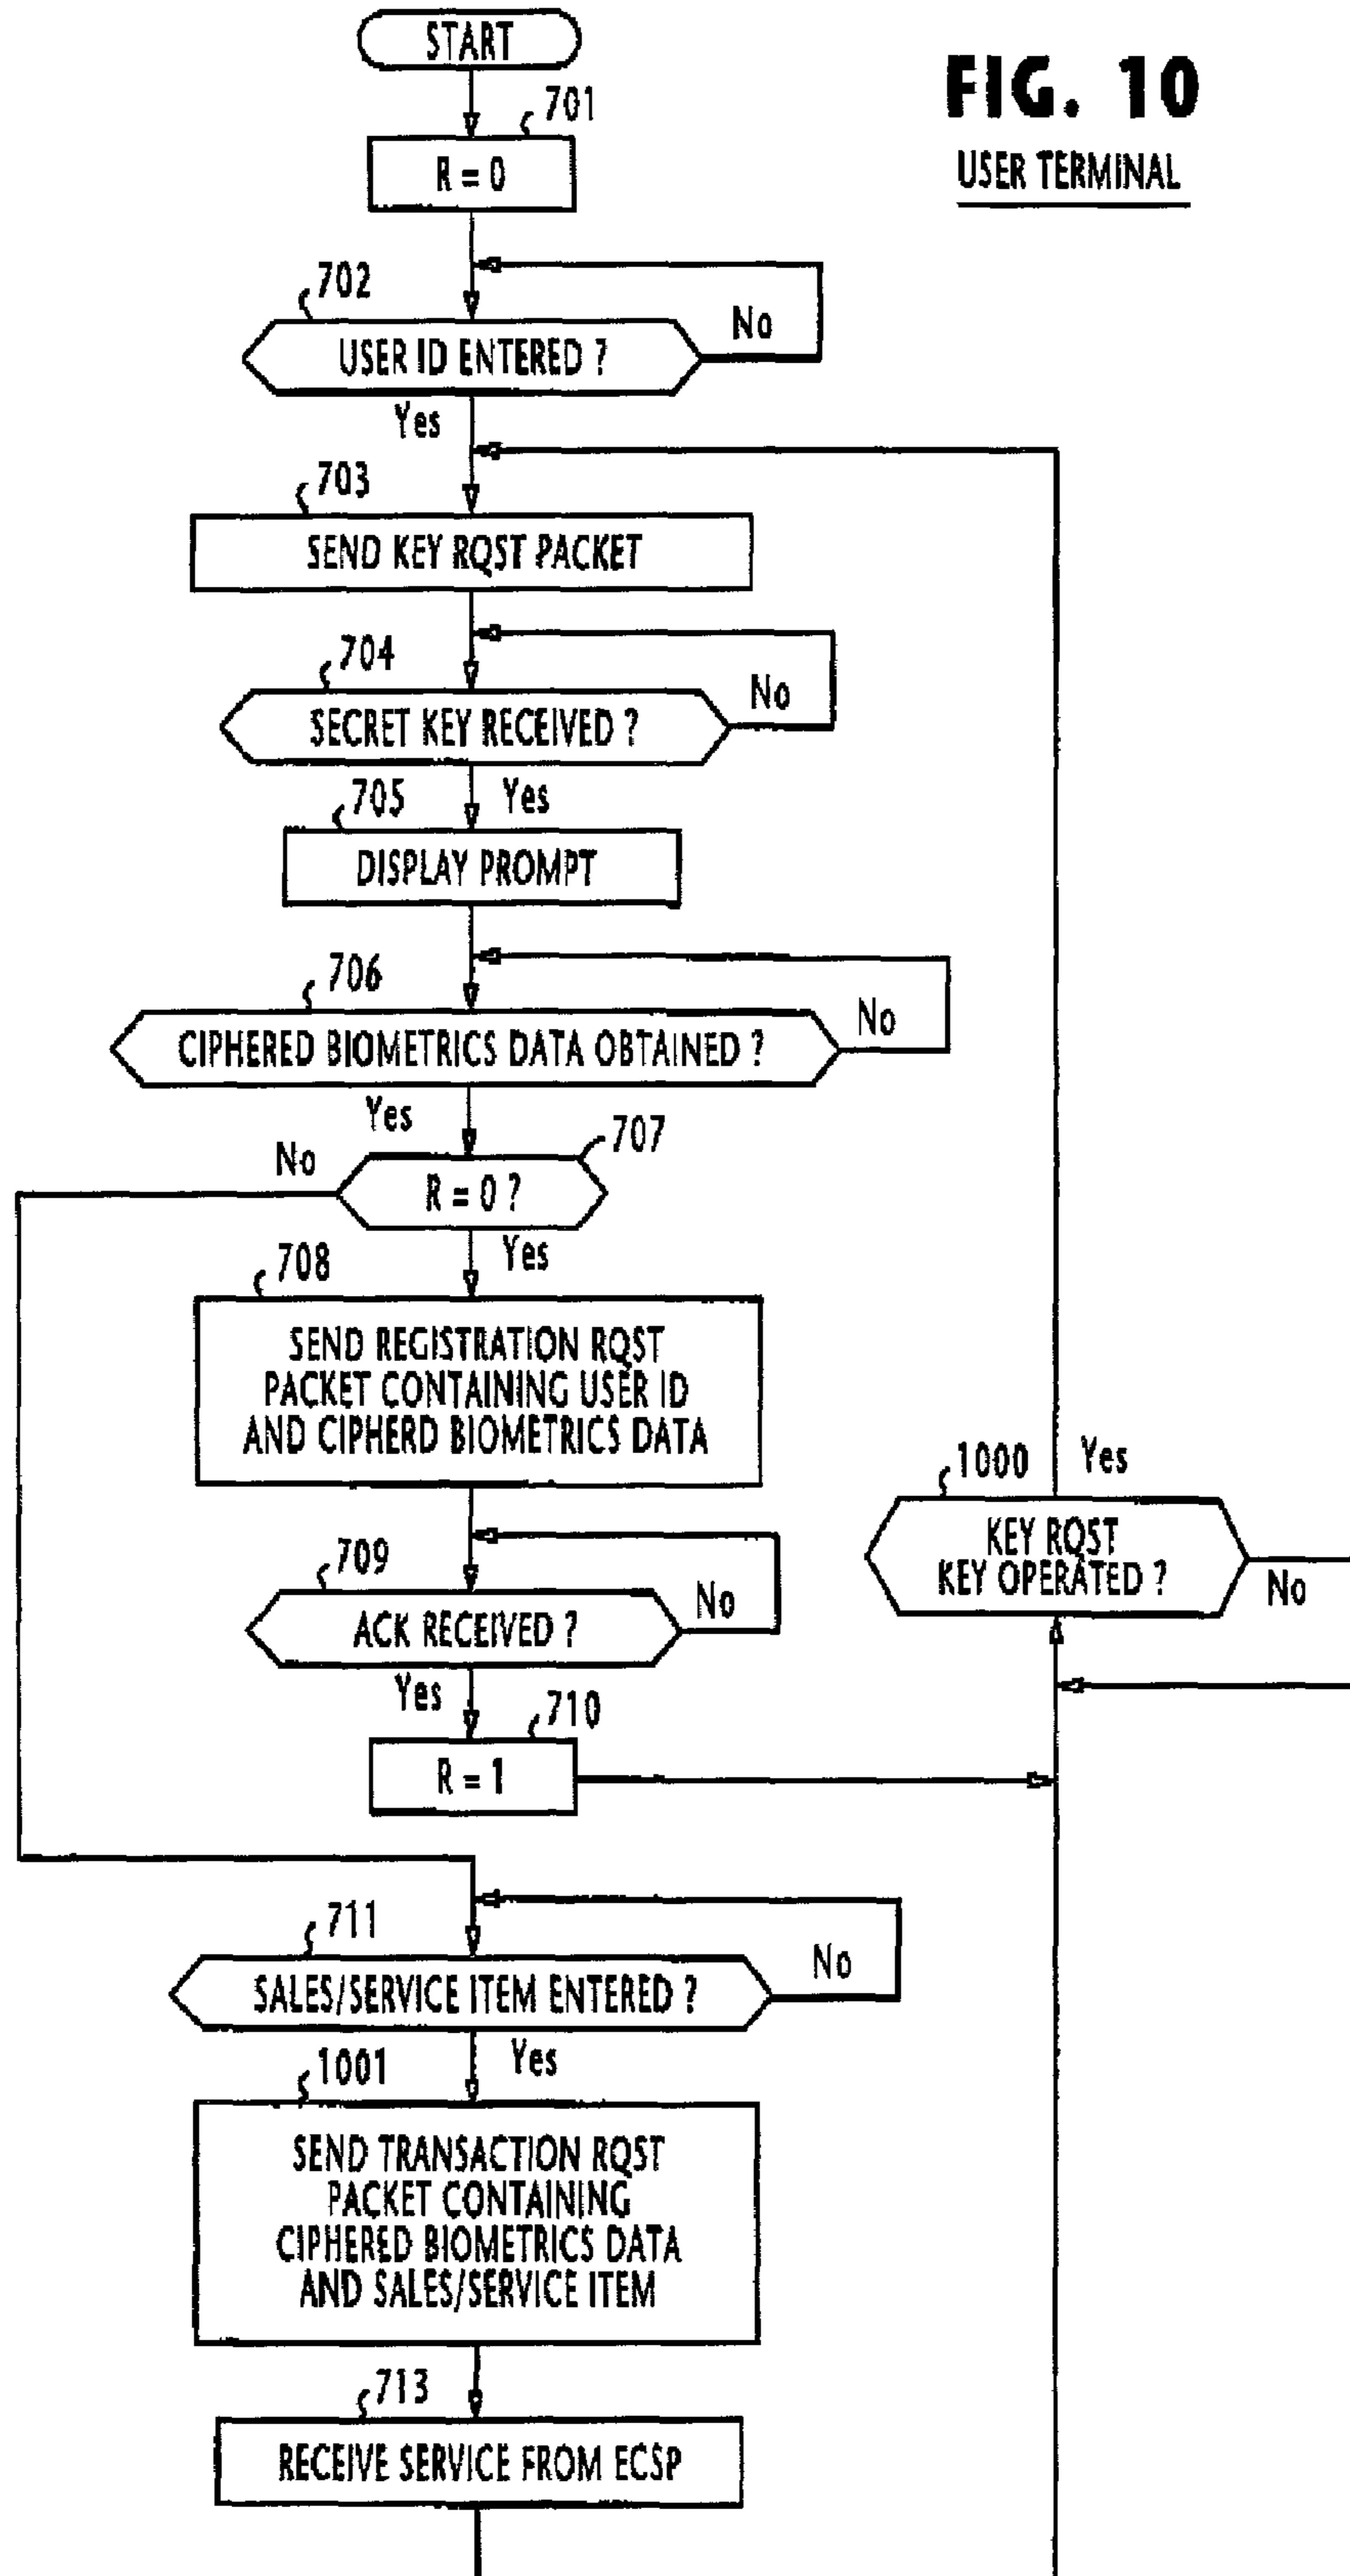 START
FIG. 10
USER TERMINAL
701
R = 0
702
USER ID ENTERED ?
No
Yes
703
SEND KEY RQST PACKET
704
SECRET KEY RECEIVED ?
No
Yes
705
DISPLAY PROMPT
706
CIPHERED BIOMETRICS DATA OBTAINED ?
No
Yes
707
R = 0 ?
No
Yes
708
SEND REGISTRATION RQST
PACKET CONTAINING USER ID
AND CIPHERD BIOMETRICS DATA
1000
KEY RQST
KEY OPERATED ?
Yes
No
709
ACK RECEIVED ?
No
Yes
710
R = 1
711
SALES/SERVICE ITEM ENTERED ?
No
Yes
1001
SEND TRANSACTION RQST
PACKET CONTAINING
CIPHERED BIOMETRICS DATA
AND SALES/SERVICE ITEM
713
RECEIVE SERVICE FROM ECSP